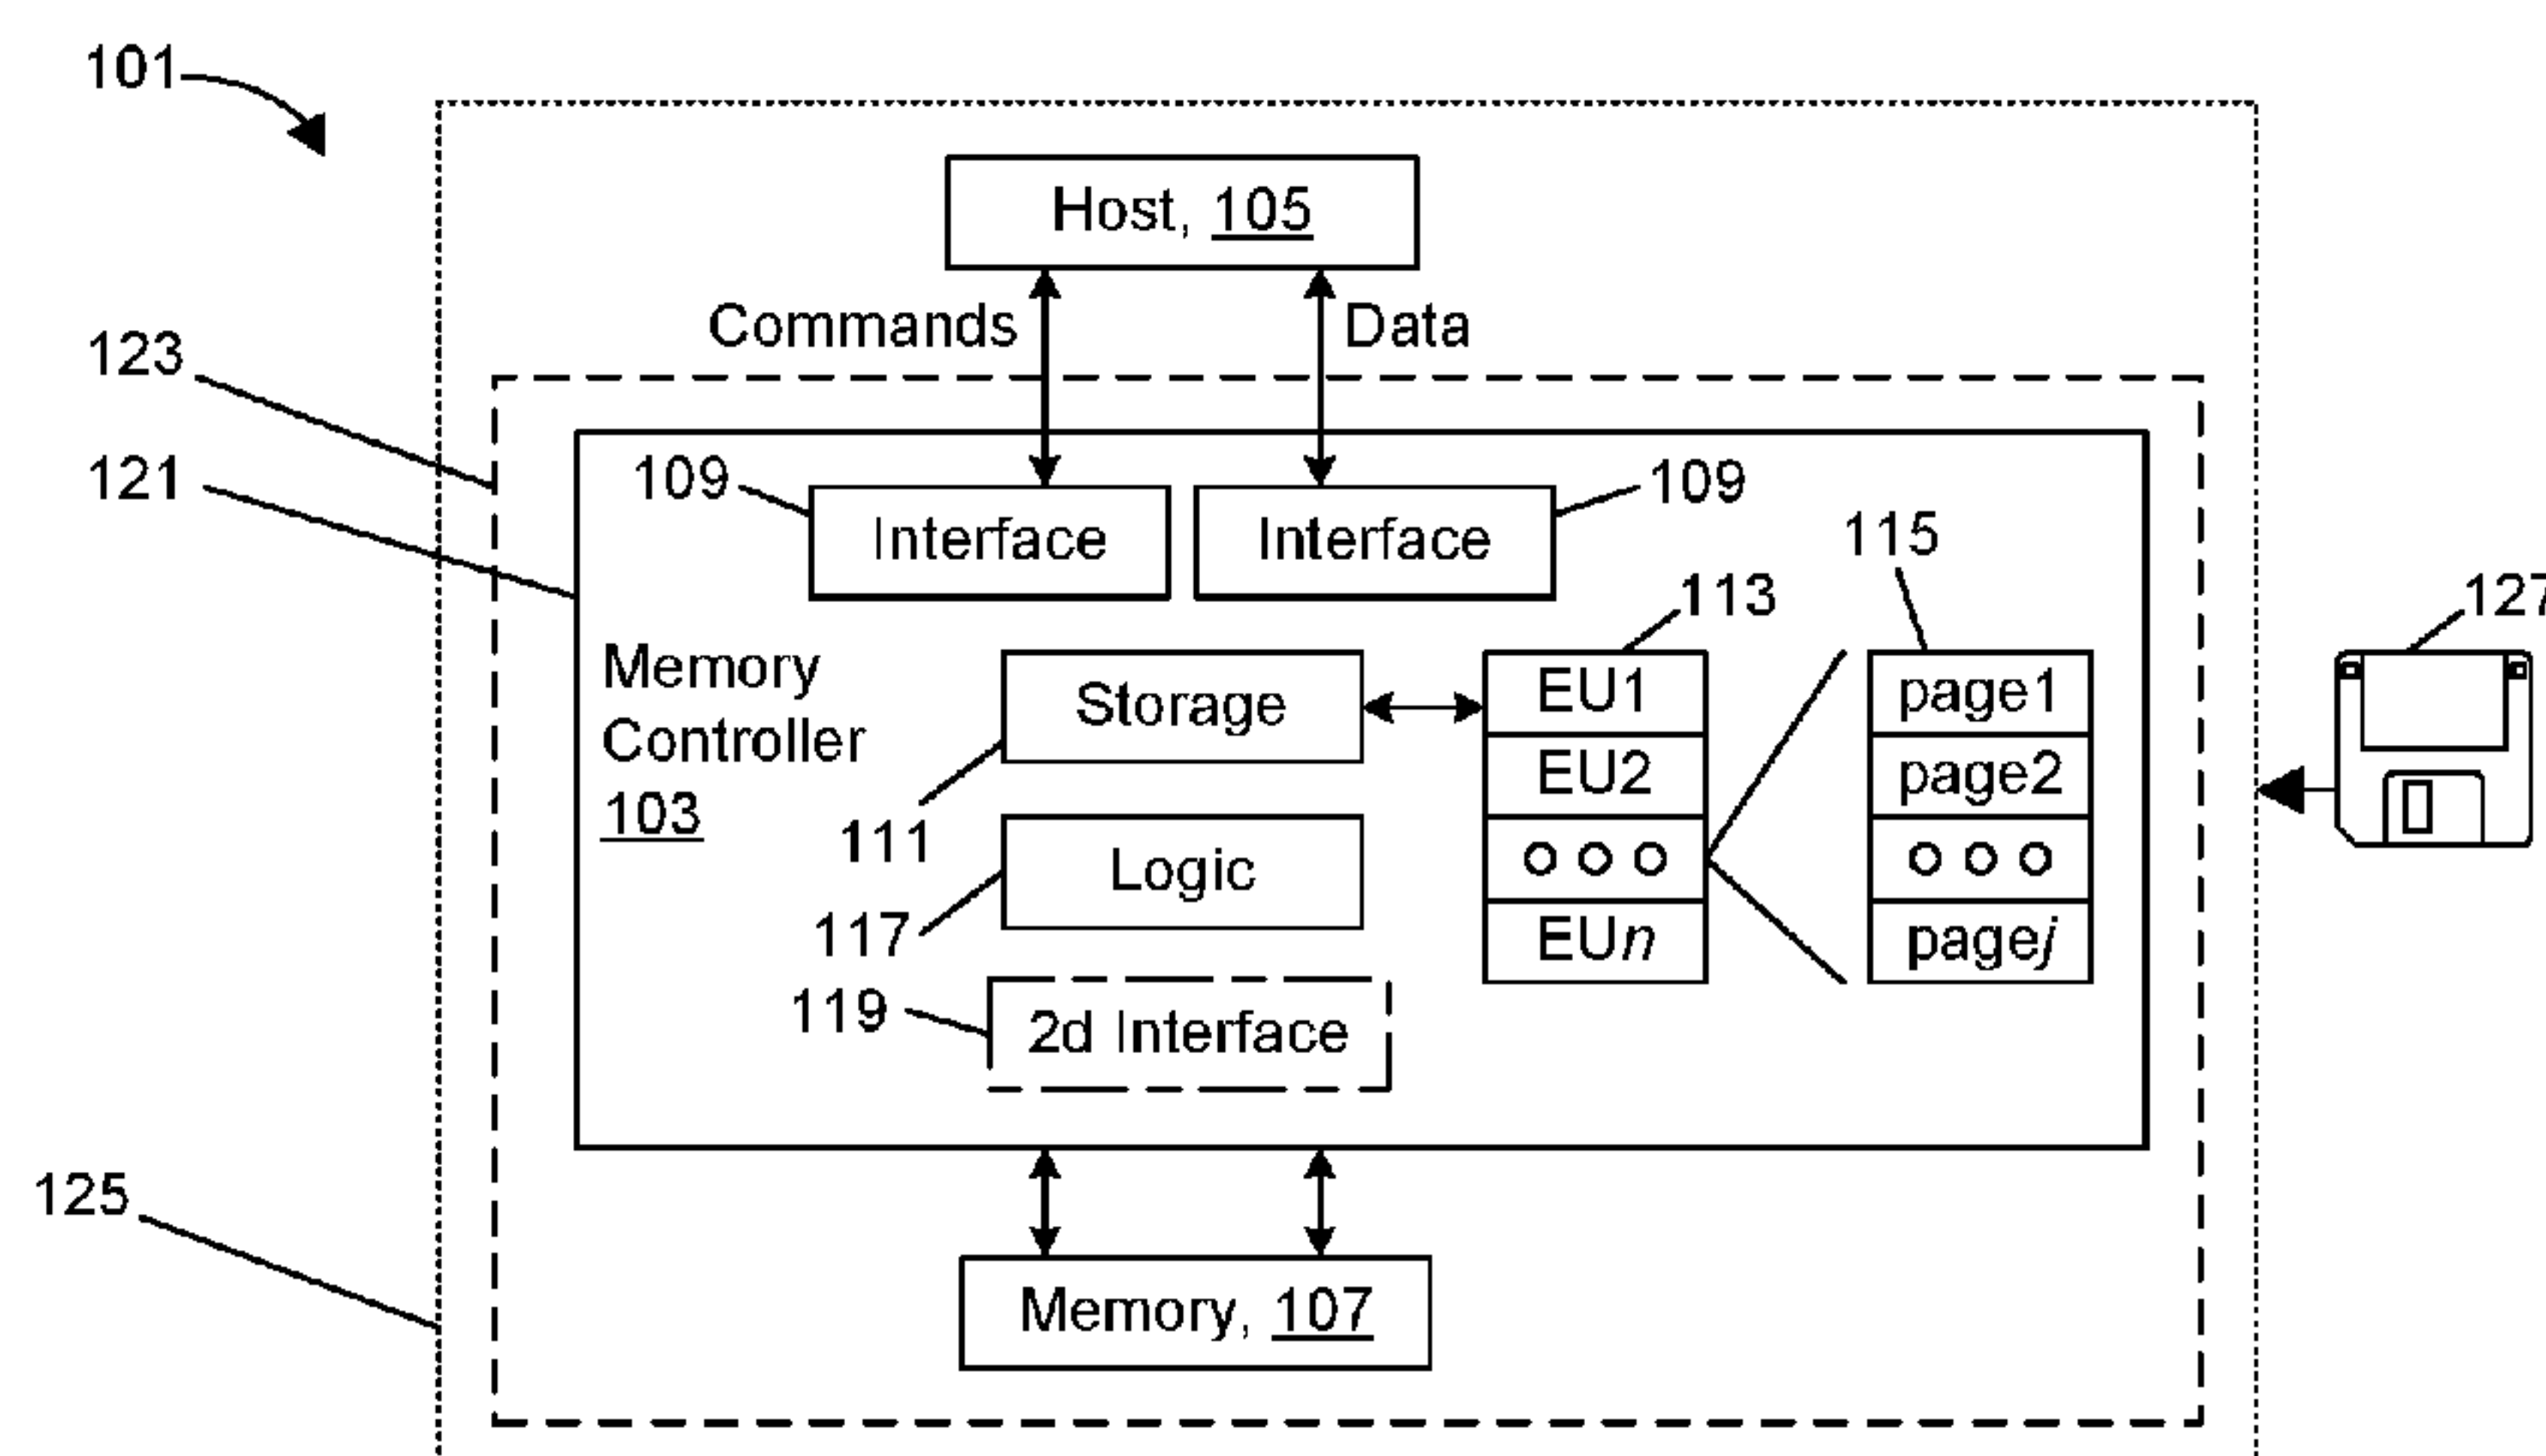 101
Host, 105
Commands
Data
123
121
109
Interface
Interface
109
115
113
127
Memory
Controller
103
Storage
111
EU1
EU2
EUn
page1
page2
pagej
Logic
117
119
2d Interface
125
Memory, 107